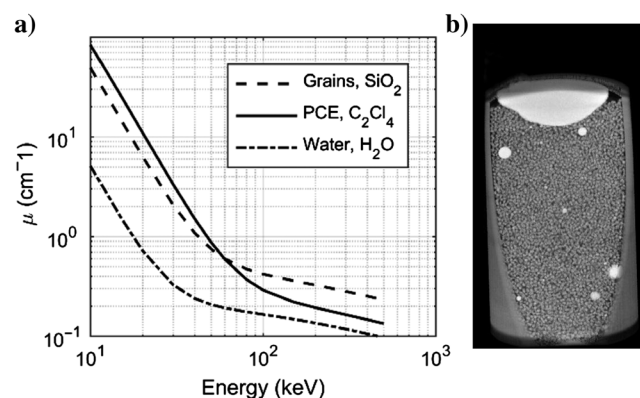 a)
b)
Grains, SiO2
PCE, C2Cl4
Water, H2O
μ (cm−1)
10^1
10^0
10^−1
10^1
10^2
10^3
Energy (keV)